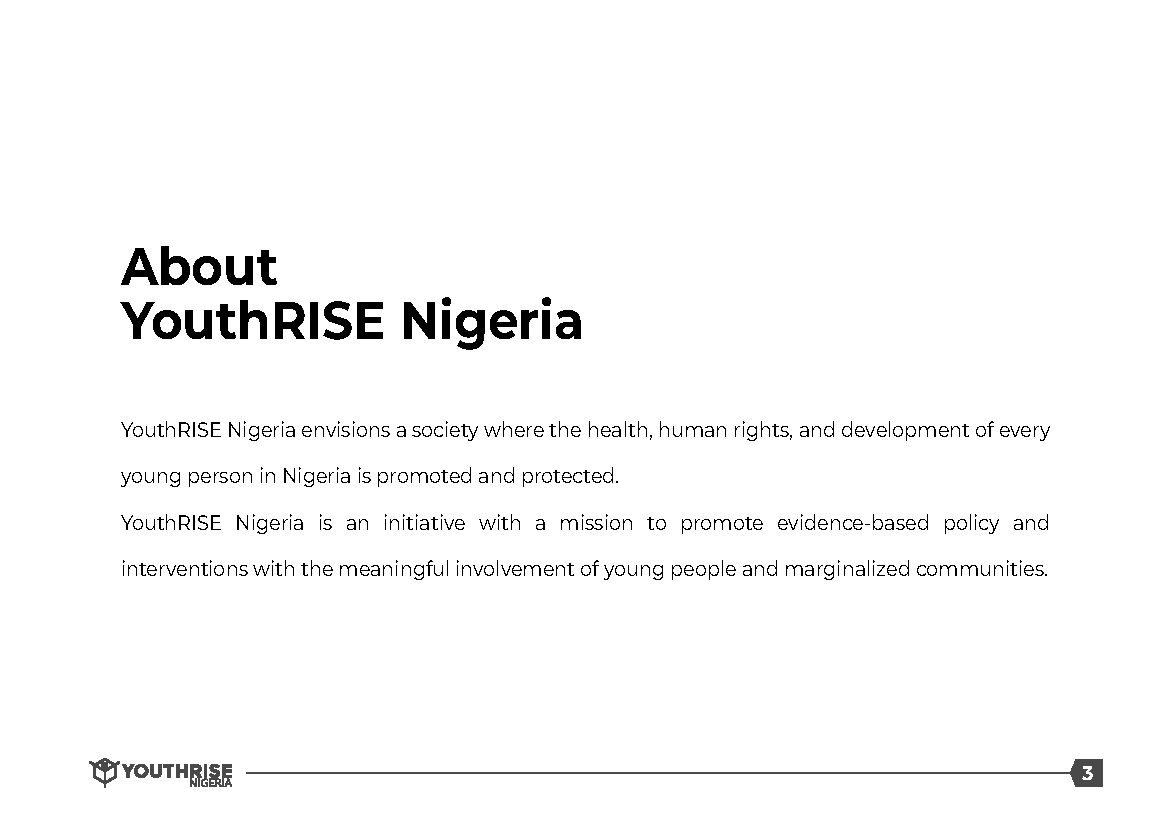 About
YouthRISE Nigeria
YouthRISE Nigeria envisions a society where the health, human rights, and development of every
young person in Nigeria is promoted and protected.
YouthRISE Nigeria is an initiative with a mission to promote evidence-based policy and
interventions with the meaningful involvement of young people and marginalized communities.
YOUTHRISE
NIGERIA
3